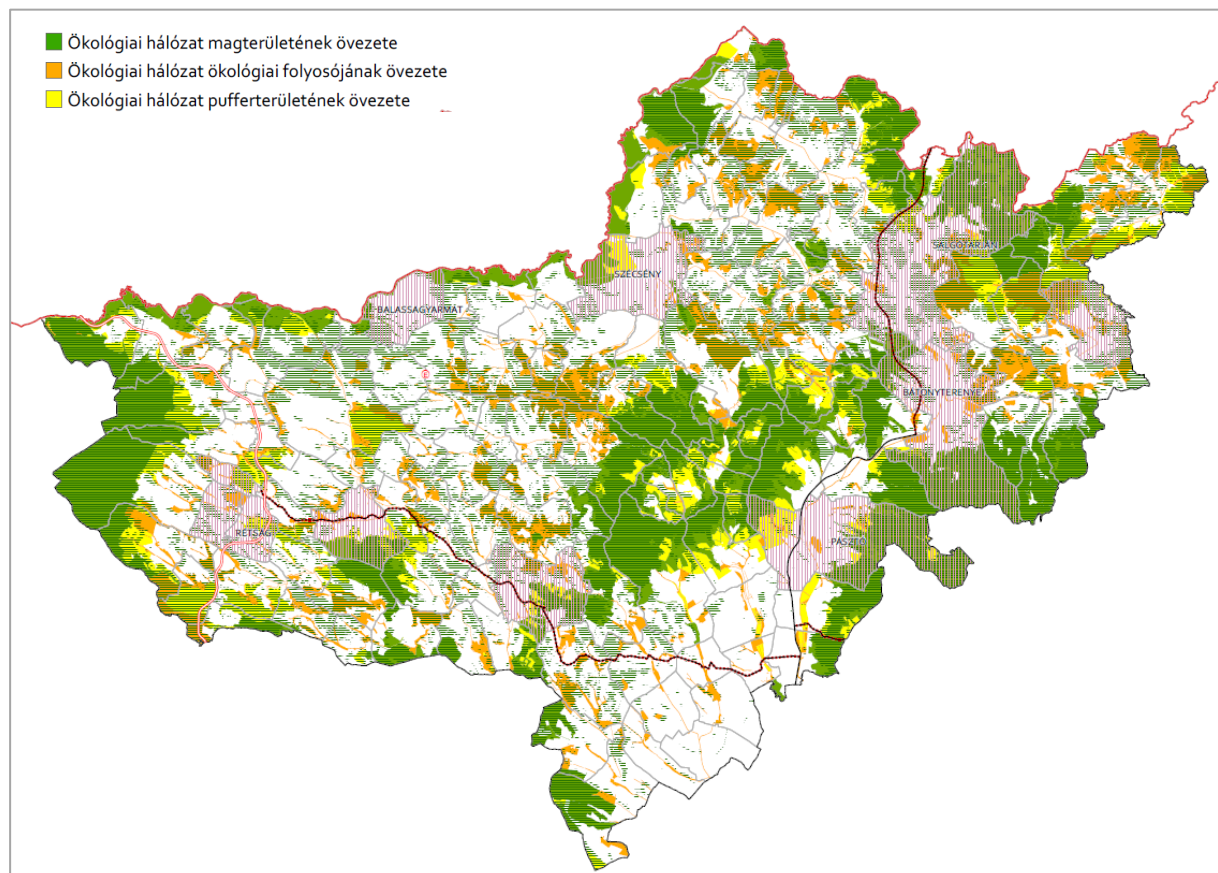 Ökológiai hálózat magterületének övezete
Ökológiai hálózat ökológiai folyosójának övezete
Ökológiai hálózat pufferterületének övezete
SALGÓTARJÁN
SZÉCSÉNY
BALASSAGYARMAT
BÁTONYTERENYE
RÉTSÁG
PÁSZTÓ